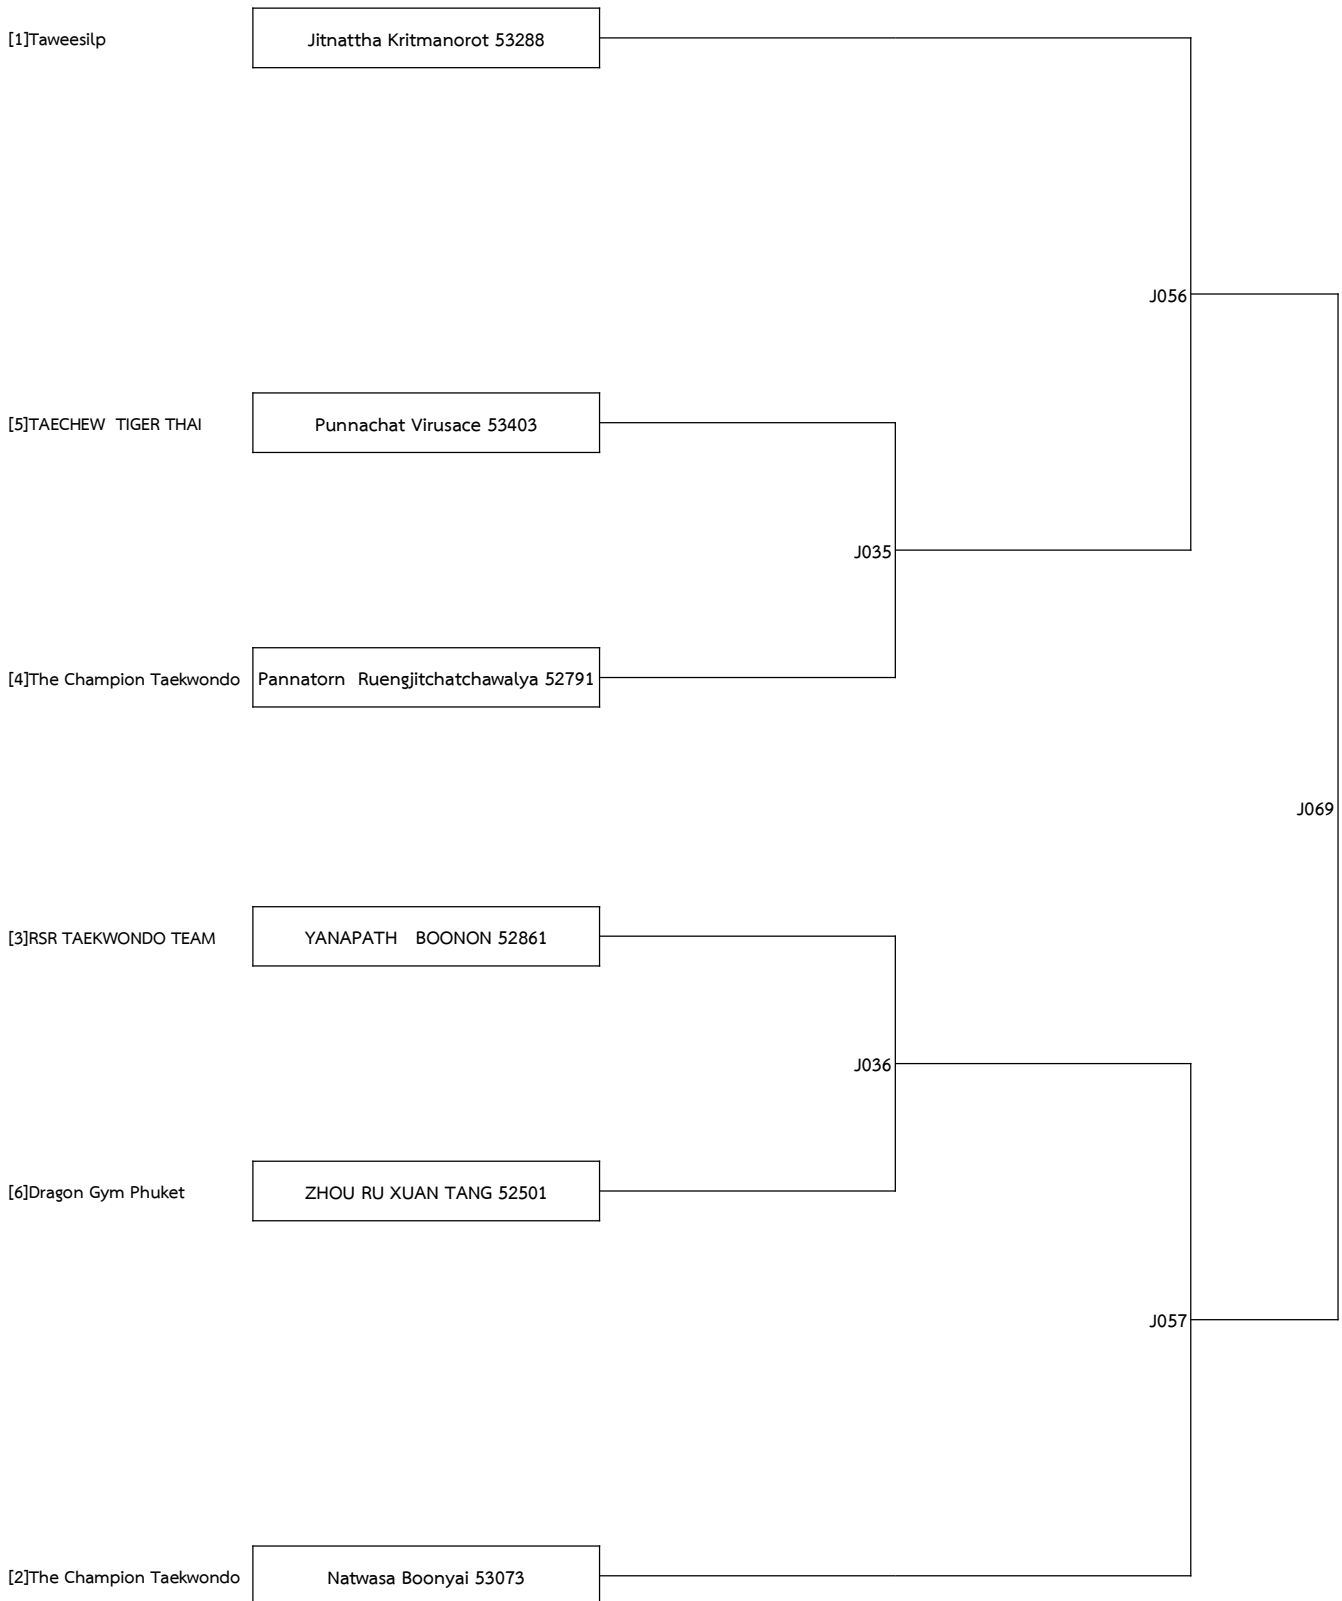 [1]Taweesilp
Jitnattha Kritmanorot 53288
J056
[5]TAECHEW  TIGER THAI
Punnachat Virusace 53403
J035
[4]The Champion Taekwondo
Pannatorn  Ruengjitchatchawalya 52791
J069
[3]RSR TAEKWONDO TEAM
YANAPATH   BOONON 52861
J036
[6]Dragon Gym Phuket
ZHOU RU XUAN TANG 52501
J057
[2]The Champion Taekwondo
Natwasa Boonyai 53073